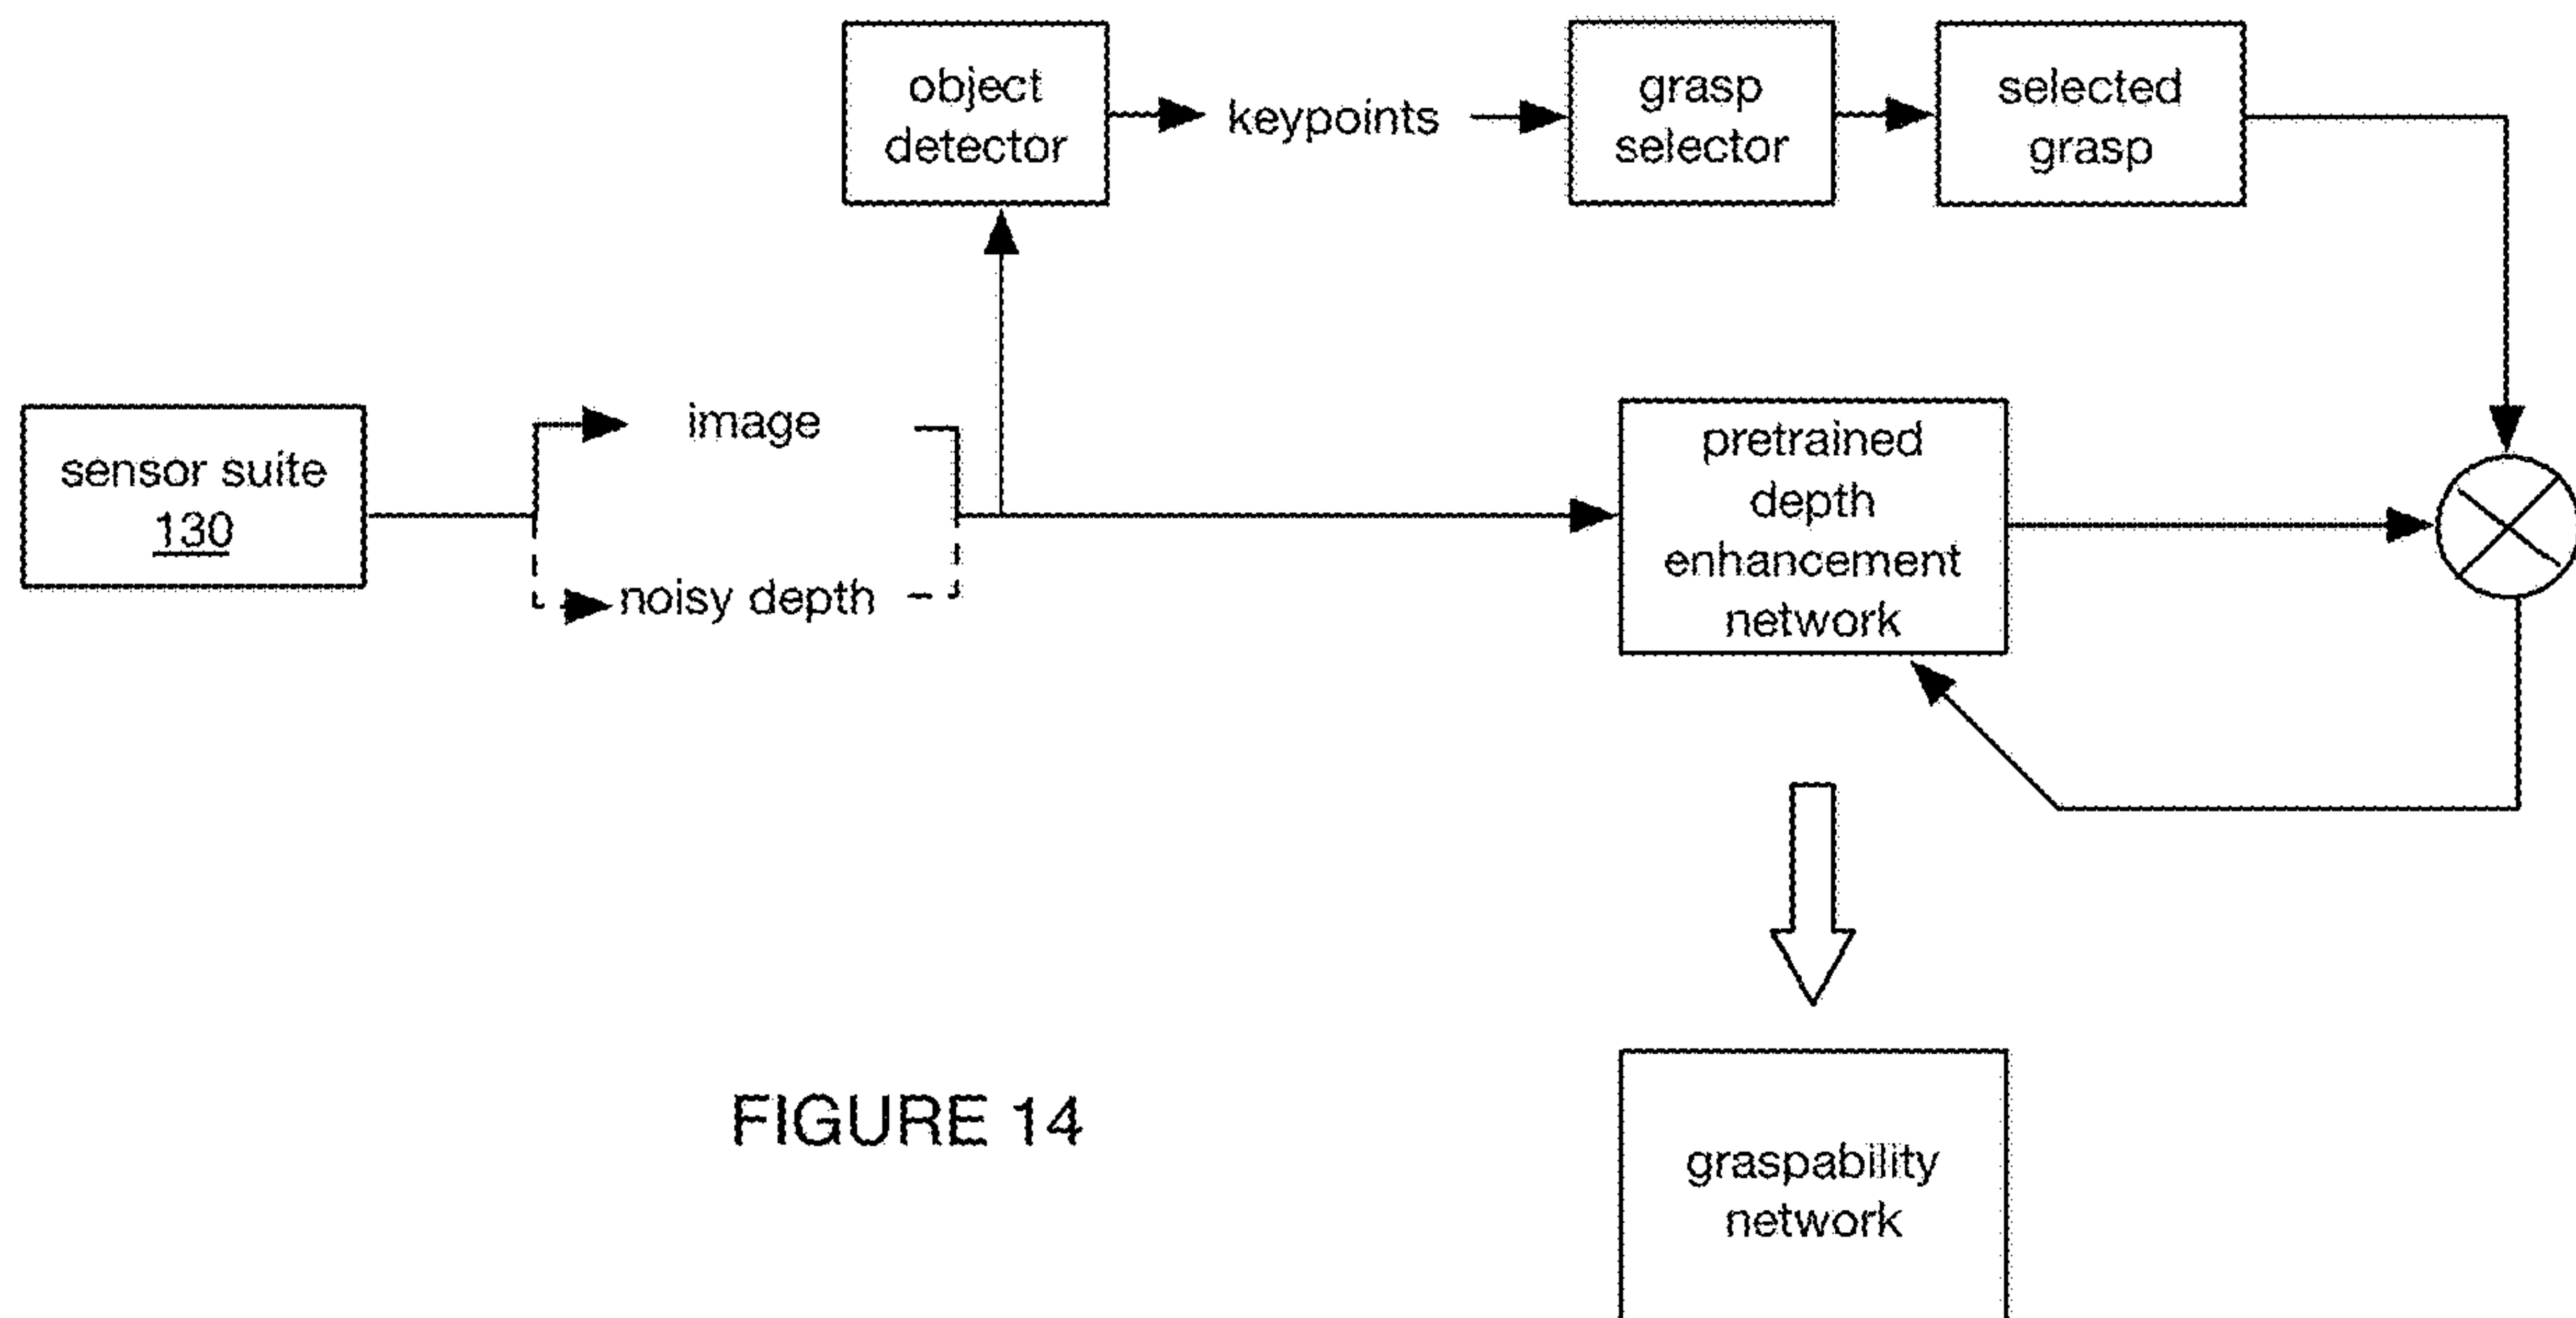 object
detector
keypoints
grasp
selector
selected
grasp
sensor suite
130
image
noisy depth
pretrained
depth
enhancement
network
FIGURE 14
graspability
network